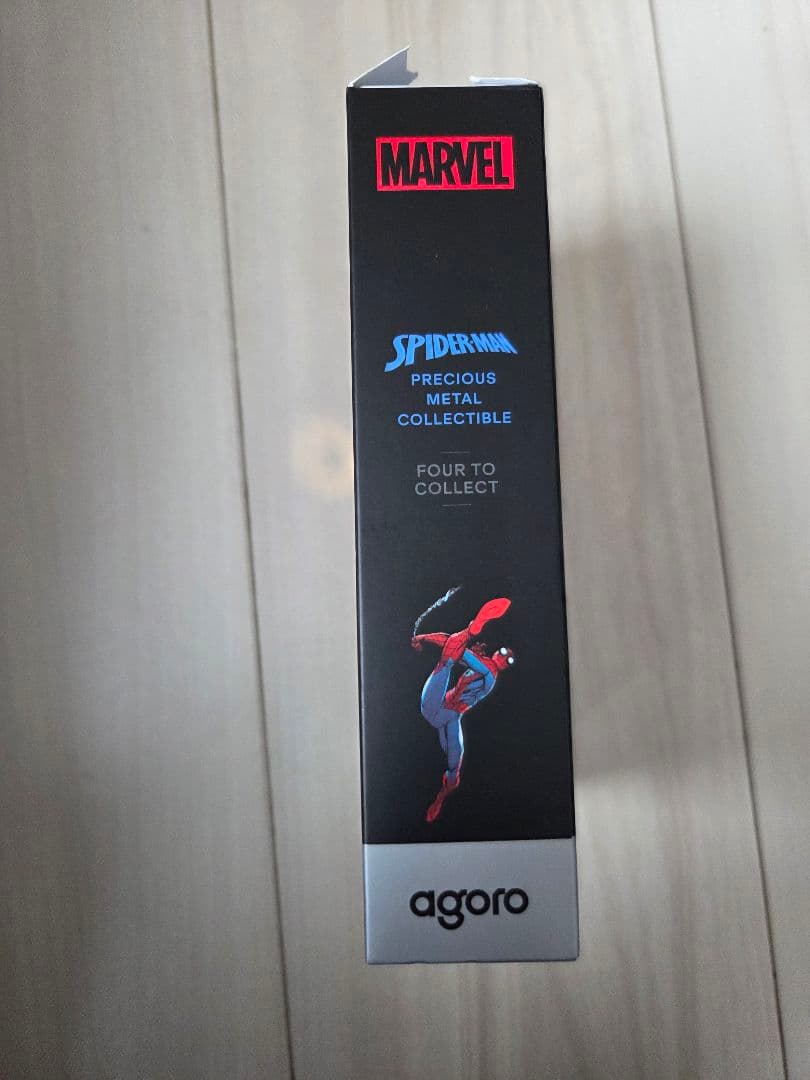 MARVEL
SPIDER-MAN
PRECIOUS
METAL
COLLECTIBLE
FOUR TO
COLLECT
agoro